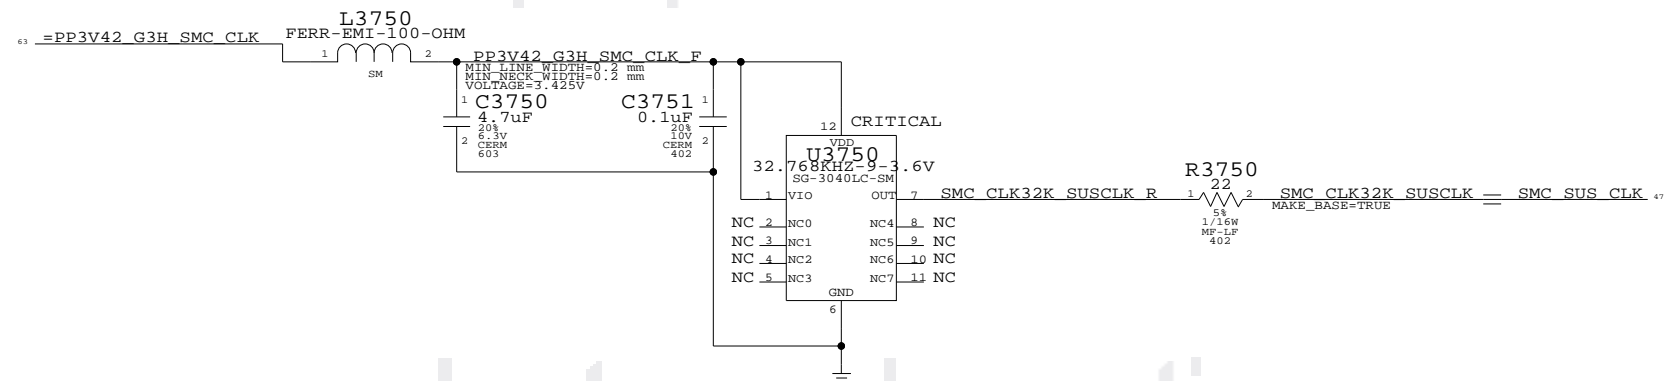 L3750
FERR-EMI-100-OHM
63 =PP3V42_G3H_SMC_CLK
1 2
SM
PP3V42_G3H_SMC_CLK_F
MIN_LINE_WIDTH=0.2 mm
MIN_NECK_WIDTH=0.2 mm
VOLTAGE=3.425V
1 C3750
4.7uF
20%
6.3V
2 CERM
603
C3751 1
0.1uF
20%
10V
CERM 2
402
12 CRITICAL
VDD
U3750
32.768KHZ-9-3.6V
SG-3040LC-SM
1 VIO OUT 7 SMC_CLK32K_SUSCLK_R
NC 2 NC0 NC4 8 NC
NC 3 NC1 NC5 9 NC
NC 4 NC2 NC6 10 NC
NC 5 NC3 NC7 11 NC
GND
6
R3750
22
1 2
5%
1/16W
MF-LF
402
SMC_CLK32K_SUSCLK SMC_SUS_CLK 47
MAKE_BASE=TRUE